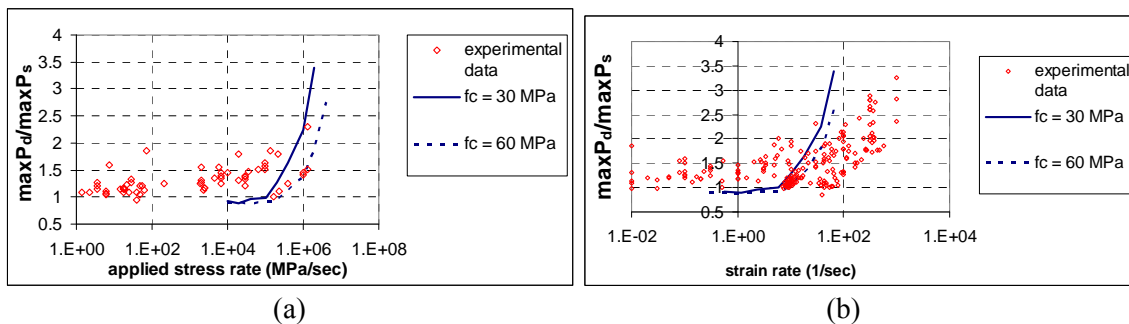 4
3.5
3
2.5
2
1.5
1
0.5
maxPd/maxPs
1.E+00 1.E+02 1.E+04 1.E+06 1.E+08
applied stress rate (MPa/sec)
experimental
data
fc = 30 MPa
fc = 60 MPa
(a)
4
3.5
3
2.5
2
1.5
1
0.5
maxPd/maxPs
1.E-02 1.E+00 1.E+02 1.E+04
strain rate (1/sec)
experimental
data
fc = 30 MPa
fc = 60 MPa
(b)